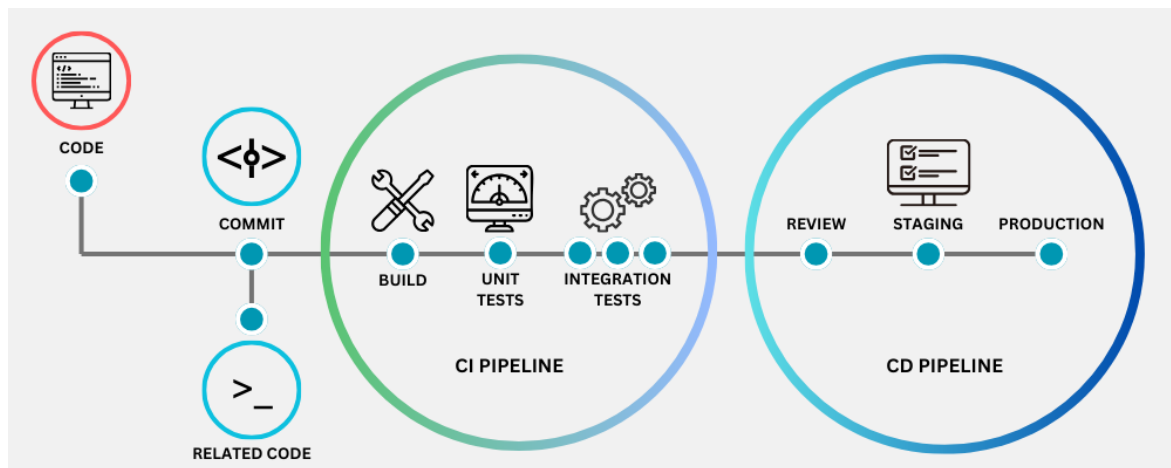 CODE
COMMIT
RELATED CODE
BUILD
UNIT
TESTS
INTEGRATION
TESTS
CI PIPELINE
REVIEW
STAGING
PRODUCTION
CD PIPELINE